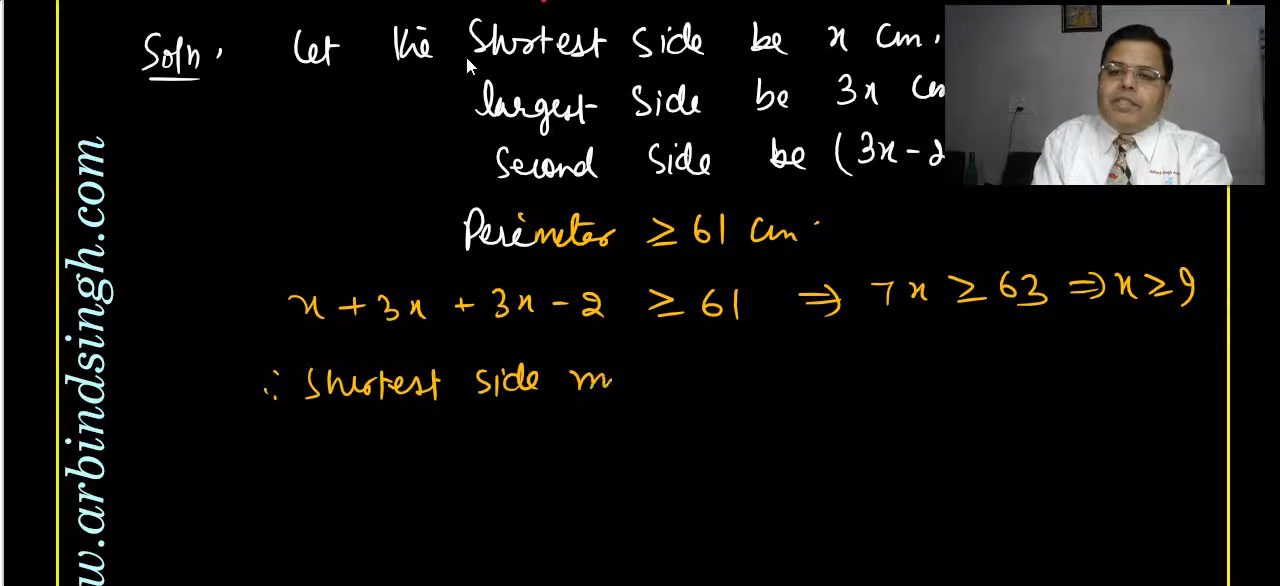 Soln. Let the Shortest Side be x cm.
largest Side be 3x cm
Second Side be (3x-2
Perimeter ≥ 61 cm.
x + 3x + 3x - 2 ≥ 61 ⇒ 7x ≥ 63 ⇒ x ≥ 9
∴ Shortest side m
w.arbindsingh.com